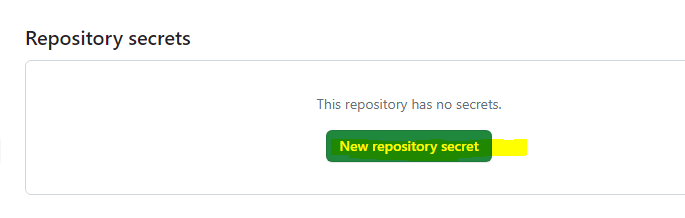 Repository secrets
This repository has no secrets.
New repository secret